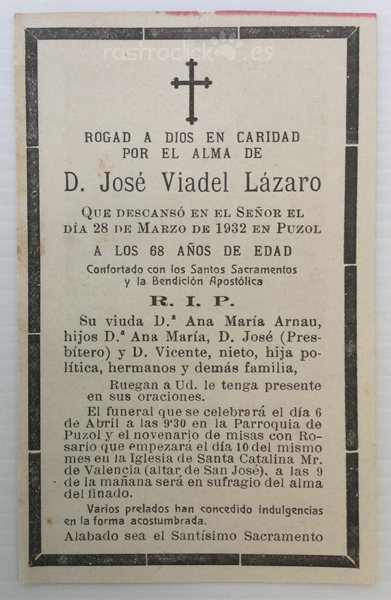 rastroclick.es
ROGAD A DIOS EN CARIDAD
POR EL ALMA DE
D. José Viadel Lázaro
QUE DESCANSÓ EN EL SEÑOR EL
DÍA 28 DE MARZO DE 1932 EN PUZOL
A LOS 68 AÑOS DE EDAD
Confortado con los Santos Sacramentos
y la Bendición Apostólica
R. I. P.
Su viuda D.ª Ana María Arnau,
hijos D.ª Ana María, D. José (Pres-
bítero) y D. Vicente, nieto, hija po-
lítica, hermanos y demás familia,
Ruegan a Ud. le tenga presente
en sus oraciones.
El funeral que se celebrará el día 6
de Abril a las 9'30 en la Parroquia de
Puzol y el novenario de misas con Ro-
sario que empezará el día 10 del mismo
mes en la Iglesia de Santa Catalina Mr.
de Valencia (altar de San José), a las 9
de la mañana será en sufragio del alma
del finado.
Varios prelados han concedido indulgencias
en la forma acostumbrada.
Alabado sea el Santísimo Sacramento